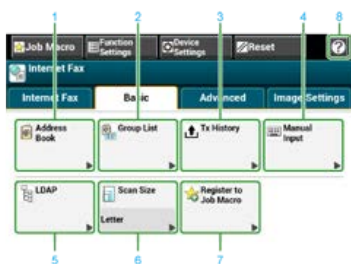 1 2 3 4 8
Job Macro Function Settings Device Settings Reset ?
Internet Fax
Internet Fax Basic Advanced Image Settings
Address Book Group List Tx History Manual Input
LDAP Scan Size Register to Job Macro
Letter
5 6 7